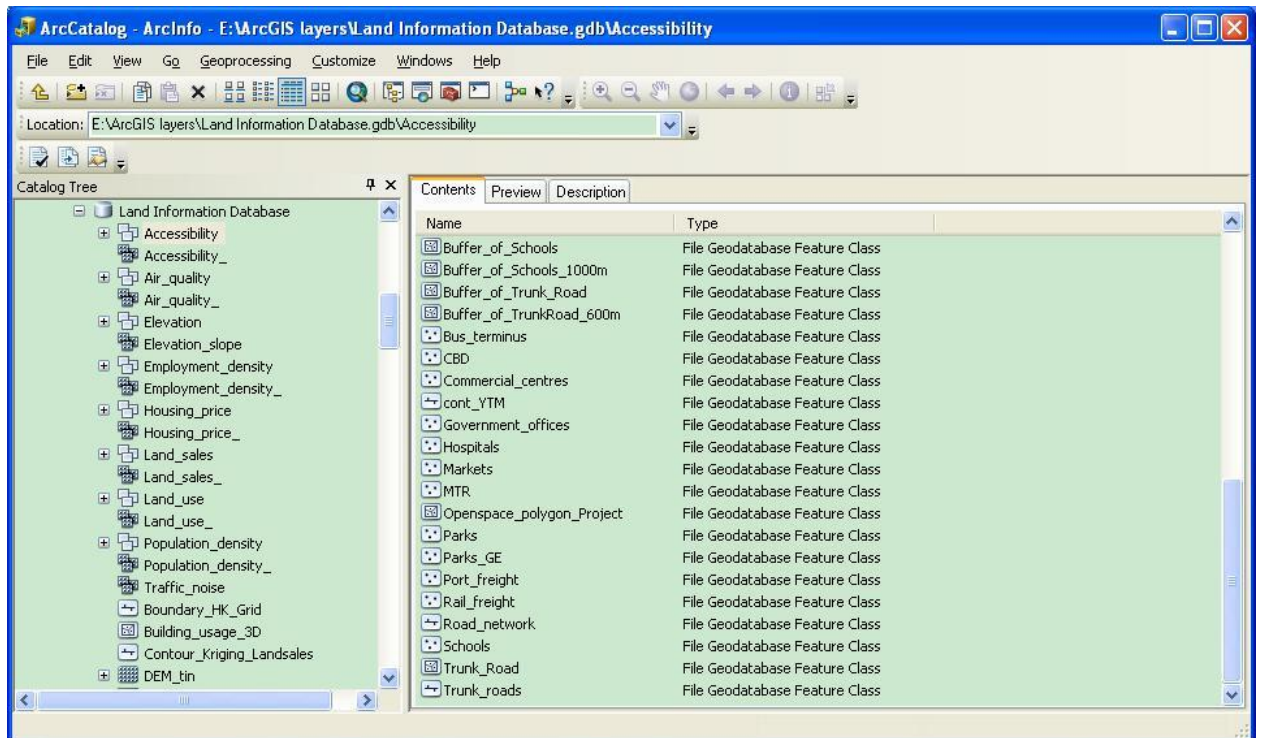 ArcCatalog - ArcInfo - E:\ArcGIS layers\Land Information Database.gdb\Accessibility
File Edit View Go Geoprocessing Customize Windows Help
Location: E:\ArcGIS layers\Land Information Database.gdb\Accessibility
Catalog Tree
Land Information Database
Accessibility
Accessibility_
Air_quality
Air_quality_
Elevation
Elevation_slope
Employment_density
Employment_density_
Housing_price
Housing_price_
Land_sales
Land_sales_
Land_use
Land_use_
Population_density
Population_density_
Traffic_noise
Boundary_HK_Grid
Building_usage_3D
Contour_Kriging_Landsales
DEM_tin
Contents Preview Description
Name Type
Buffer_of_Schools File Geodatabase Feature Class
Buffer_of_Schools_1000m File Geodatabase Feature Class
Buffer_of_Trunk_Road File Geodatabase Feature Class
Buffer_of_TrunkRoad_600m File Geodatabase Feature Class
Bus_terminus File Geodatabase Feature Class
CBD File Geodatabase Feature Class
Commercial_centres File Geodatabase Feature Class
cont_YTM File Geodatabase Feature Class
Government_offices File Geodatabase Feature Class
Hospitals File Geodatabase Feature Class
Markets File Geodatabase Feature Class
MTR File Geodatabase Feature Class
Openspace_polygon_Project File Geodatabase Feature Class
Parks File Geodatabase Feature Class
Parks_GE File Geodatabase Feature Class
Port_freight File Geodatabase Feature Class
Rail_freight File Geodatabase Feature Class
Road_network File Geodatabase Feature Class
Schools File Geodatabase Feature Class
Trunk_Road File Geodatabase Feature Class
Trunk_roads File Geodatabase Feature Class